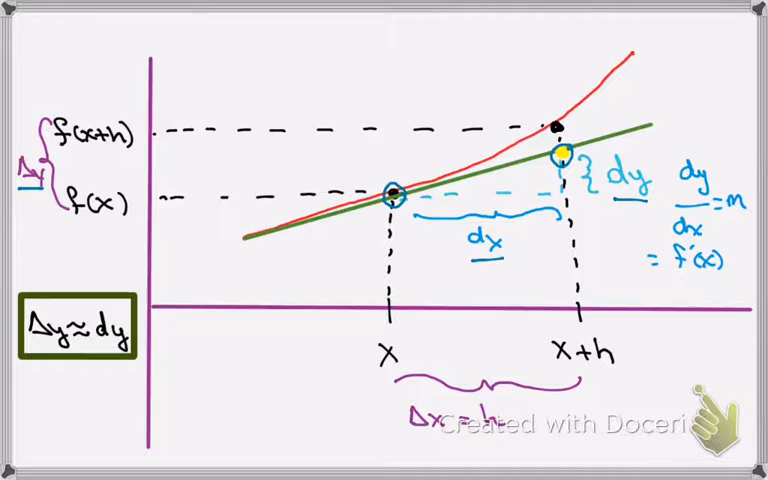 f(x+h)
Δy
f(x)
dy
dy
dx
=m
= f'(x)
dx
Δy≈dy
x
x+h
Δx = h
Created with Doceri